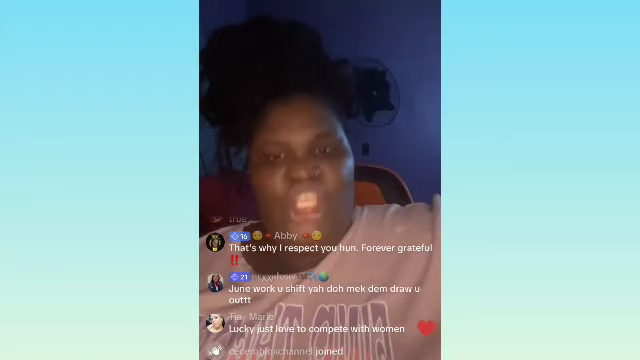 true
16 Abby
That's why I respect you hun. Forever grateful
‼️
21
June work u shift yah doh mek dem draw u
outtt
Tia- Marie
Lucky just love to compete with women
cecerobloxchannel joined